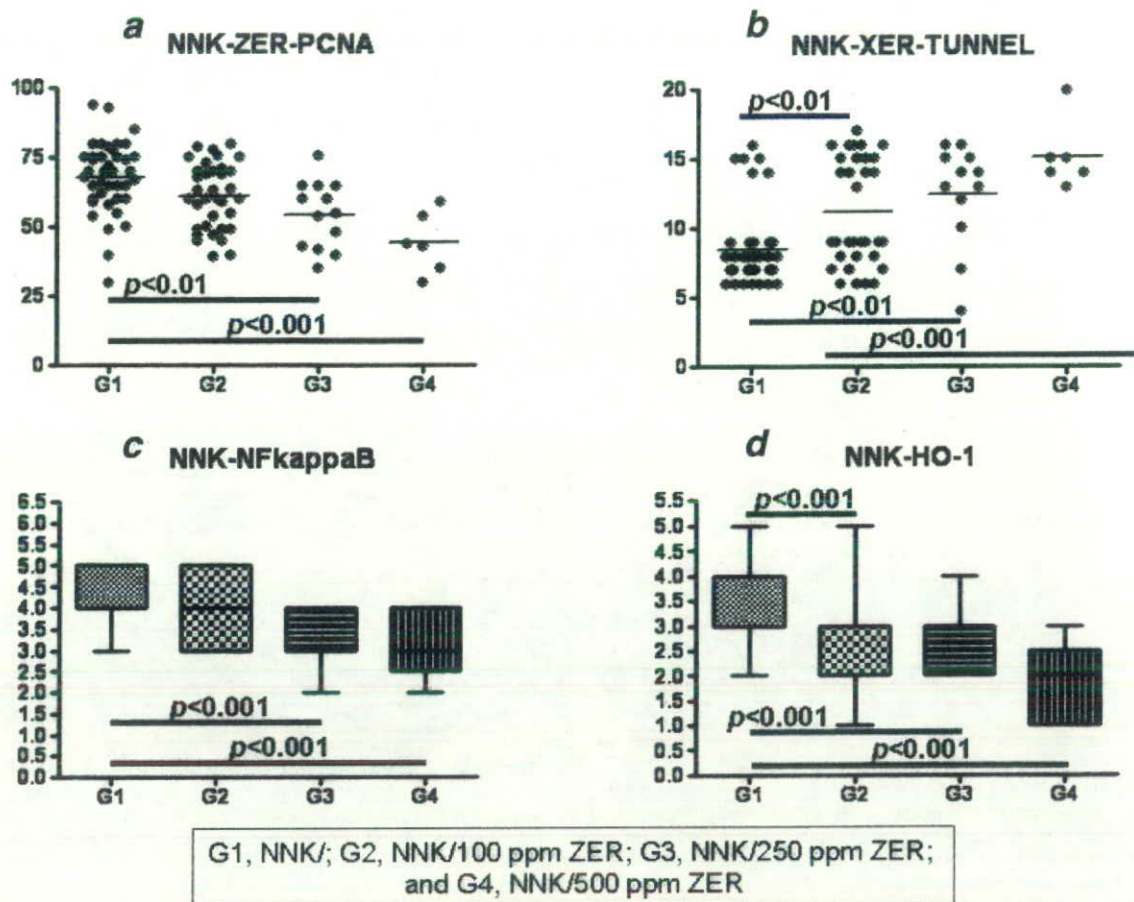 a
NNK-ZER-PCNA
100
75
50
25
0
p<0.01
p<0.001
G1 G2 G3 G4
b
NNK-XER-TUNNEL
20
15
10
5
0
p<0.01
p<0.01
p<0.001
G1 G2 G3 G4
c
NNK-NFkappaB
6.5
6.0
5.5
5.0
4.5
4.0
3.5
3.0
2.5
2.0
1.5
1.0
0.5
0.0
p<0.001
p<0.001
G1 G2 G3 G4
d
NNK-HO-1
5.5
5.0
4.5
4.0
3.5
3.0
2.5
2.0
1.5
1.0
0.5
0.0
p<0.001
p<0.001
p<0.001
G1 G2 G3 G4
G1, NNK/; G2, NNK/100 ppm ZER; G3, NNK/250 ppm ZER;
and G4, NNK/500 ppm ZER